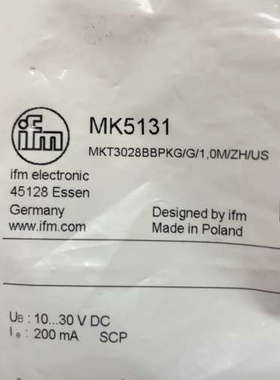 ifm
MK5131
MKT3028BBPKG/G/1,0M/ZH/US
ifm electronic
45128 Essen
Germany
www.ifm.com
Designed by ifm
Made in Poland
UB: 10...30 V DC
Ie: 200 mA SCP